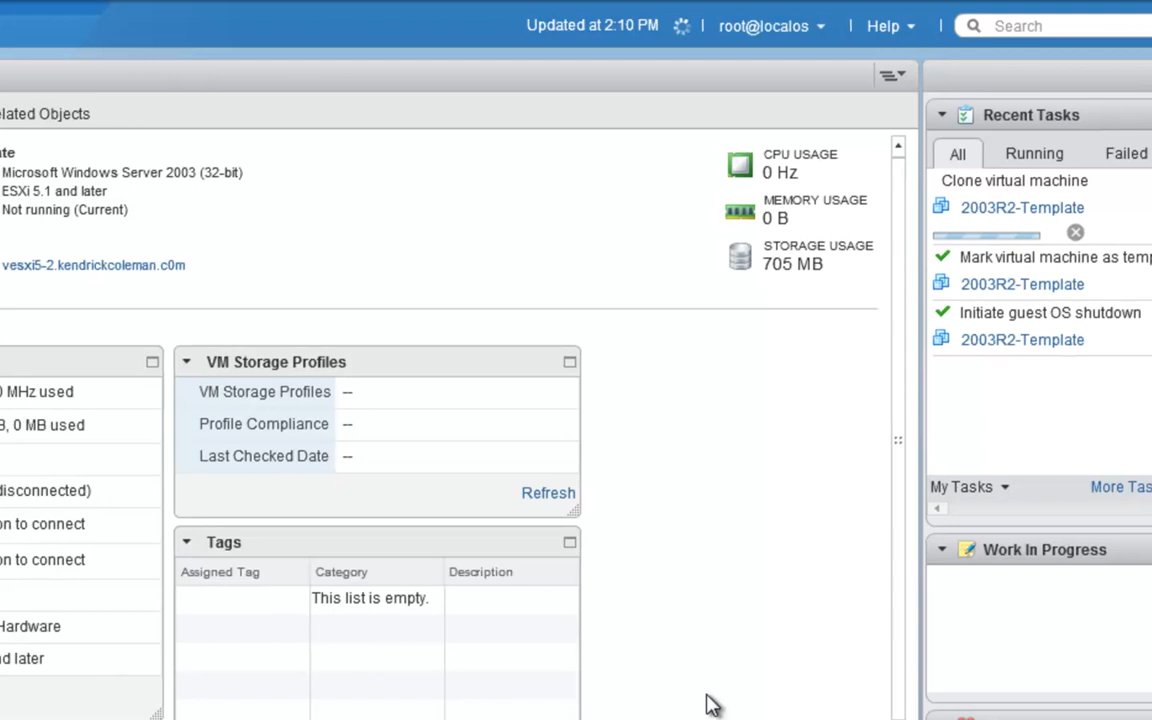 Updated at 2:10 PM | root@localos | Help | Search
elated Objects
te
Microsoft Windows Server 2003 (32-bit)
ESXi 5.1 and later
Not running (Current)
vesxi5-2.kendrickcoleman.c0m
CPU USAGE
0 Hz
MEMORY USAGE
0 B
STORAGE USAGE
705 MB
0 MHz used
B, 0 MB used
disconnected)
on to connect
on to connect
Hardware
nd later
VM Storage Profiles
VM Storage Profiles --
Profile Compliance --
Last Checked Date --
Refresh
Tags
Assigned Tag Category Description
This list is empty.
Recent Tasks
All Running Failed
Clone virtual machine
2003R2-Template
Mark virtual machine as temp
2003R2-Template
Initiate guest OS shutdown
2003R2-Template
My Tasks More Tas
Work In Progress